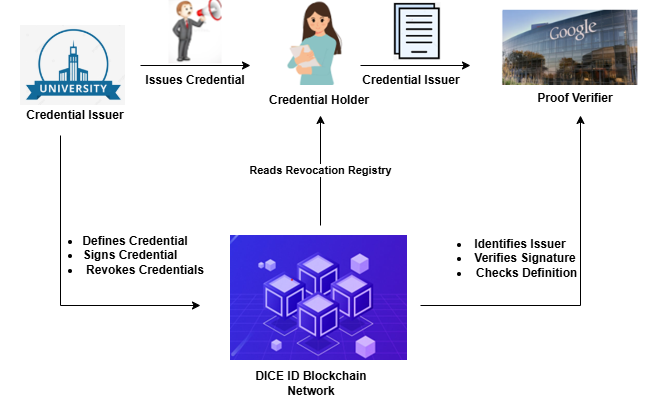 Google
UNIVERSITY
Issues Credential
Credential Issuer
Credential Holder
Proof Verifier
Credential Issuer
Reads Revocation Registry
Defines Credential
Signs Credential
Revokes Credentials
Identifies Issuer
Verifies Signature
Checks Definition
DICE ID Blockchain
Network